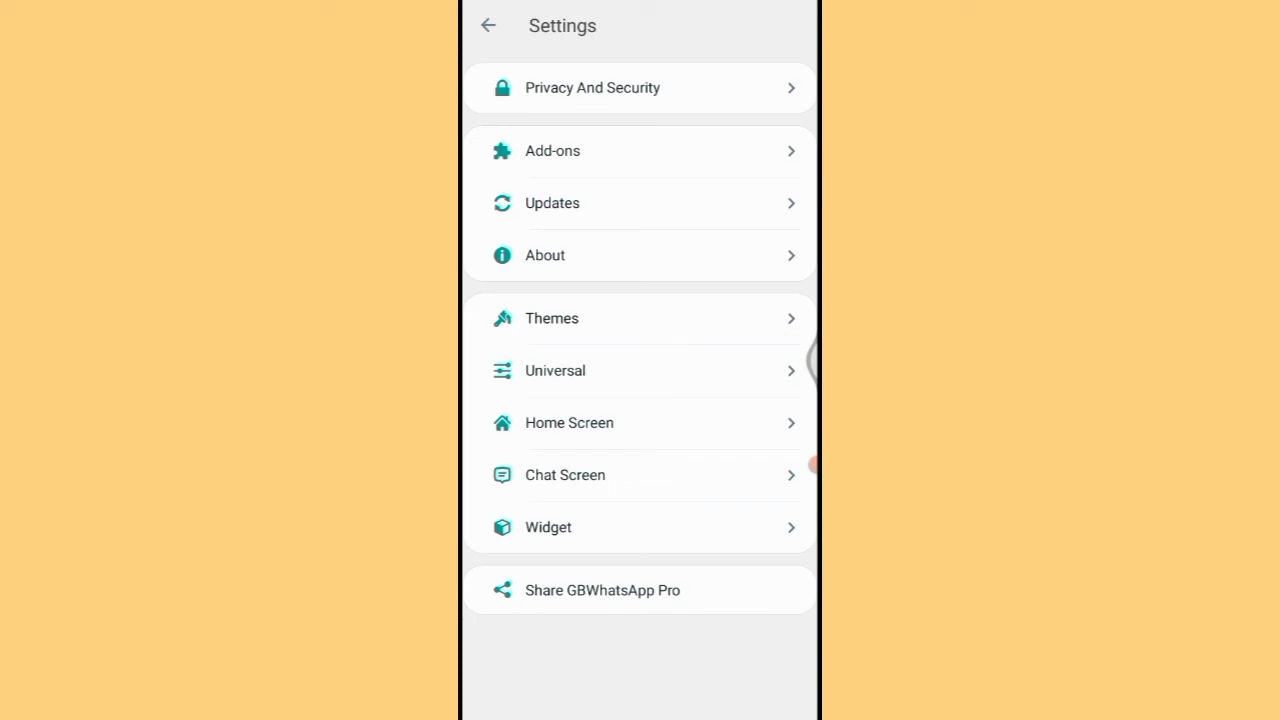 Settings
Privacy And Security
Add-ons
Updates
About
Themes
Universal
Home Screen
Chat Screen
Widget
Share GBWhatsApp Pro